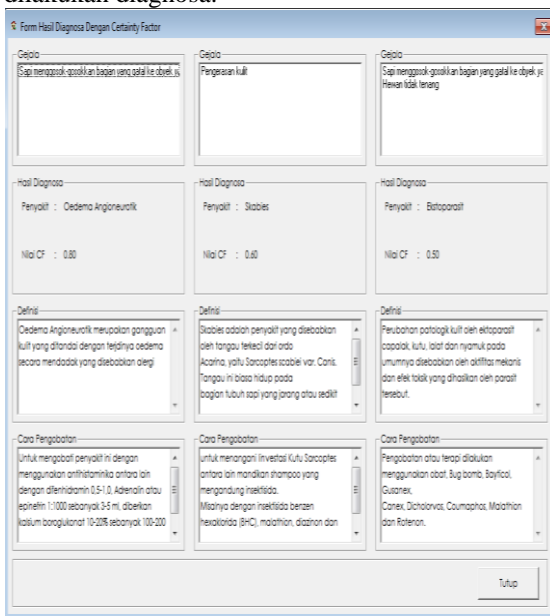 dilakukan diagnosa.
Form Hasil Diagnosa Dengan Certainty Factor
Gejala
Sapi menggosok-gosokkan bagian yang gatal ke obyek
Gejala
Pengerasan kulit
Gejala
Sapi menggosok-gosokkan bagian yang gatal ke obyek
Hewan tidak tenang
Hasil Diagnosa
Penyakit : Oedema Angioneurotik
Nilai CF : 0.80
Hasil Diagnosa
Penyakit : Skabies
Nilai CF : 0.60
Hasil Diagnosa
Penyakit : Ektoparasit
Nilai CF : 0.50
Definisi
Oedema Angioneurotik merupakan gangguan
kulit yang ditandai dengan terjdinya oedema
secara mendadak yang disebabkan alergi
Definisi
Skabies adalah penyakit yang disebabkan
oleh tangau terkecil dari ordo
Acarina, yaitu Sarcoptes scabiei var. Canis.
Tangau ini biasa hidup pada
bagian tubuh sapi yang jarang atau sedikit
Definisi
Perubahan patologik kulit oleh ektoparasit
capalak, kutu, lalat dan nyamuk pada
umumnya disebabkan oleh aktifitas mekanis
dan efek toksik yang dihasilkan oleh parasit
tersebut.
Cara Pengobatan
Untuk mengobati penyakit ini dengan
menggunakan antihistaminika antara lain
dengan difenhidramin 0.5-1.0, Adrenalin atau
epinefrin 1:1000 sebanyak 3-5 ml, diberikan
kalsium boroglukonat 10-20% sebanyak 100-200
Cara Pengobatan
untuk menangani Investasi Kutu Sarcoptes
antara lain mandikan shampoo yang
mengandung insektisida.
Misalnya dengan insektisida benzen
hexaklorida (BHC), malathion, diazinon dan
Cara Pengobatan
Pengobatan atau terapi dilakukan
menggunakan obat, Bug bomb, Bayticol,
Gusanex,
Canex, Dichlorvos, Coumaphos, Malathion
dan Rotenon.
Tutup